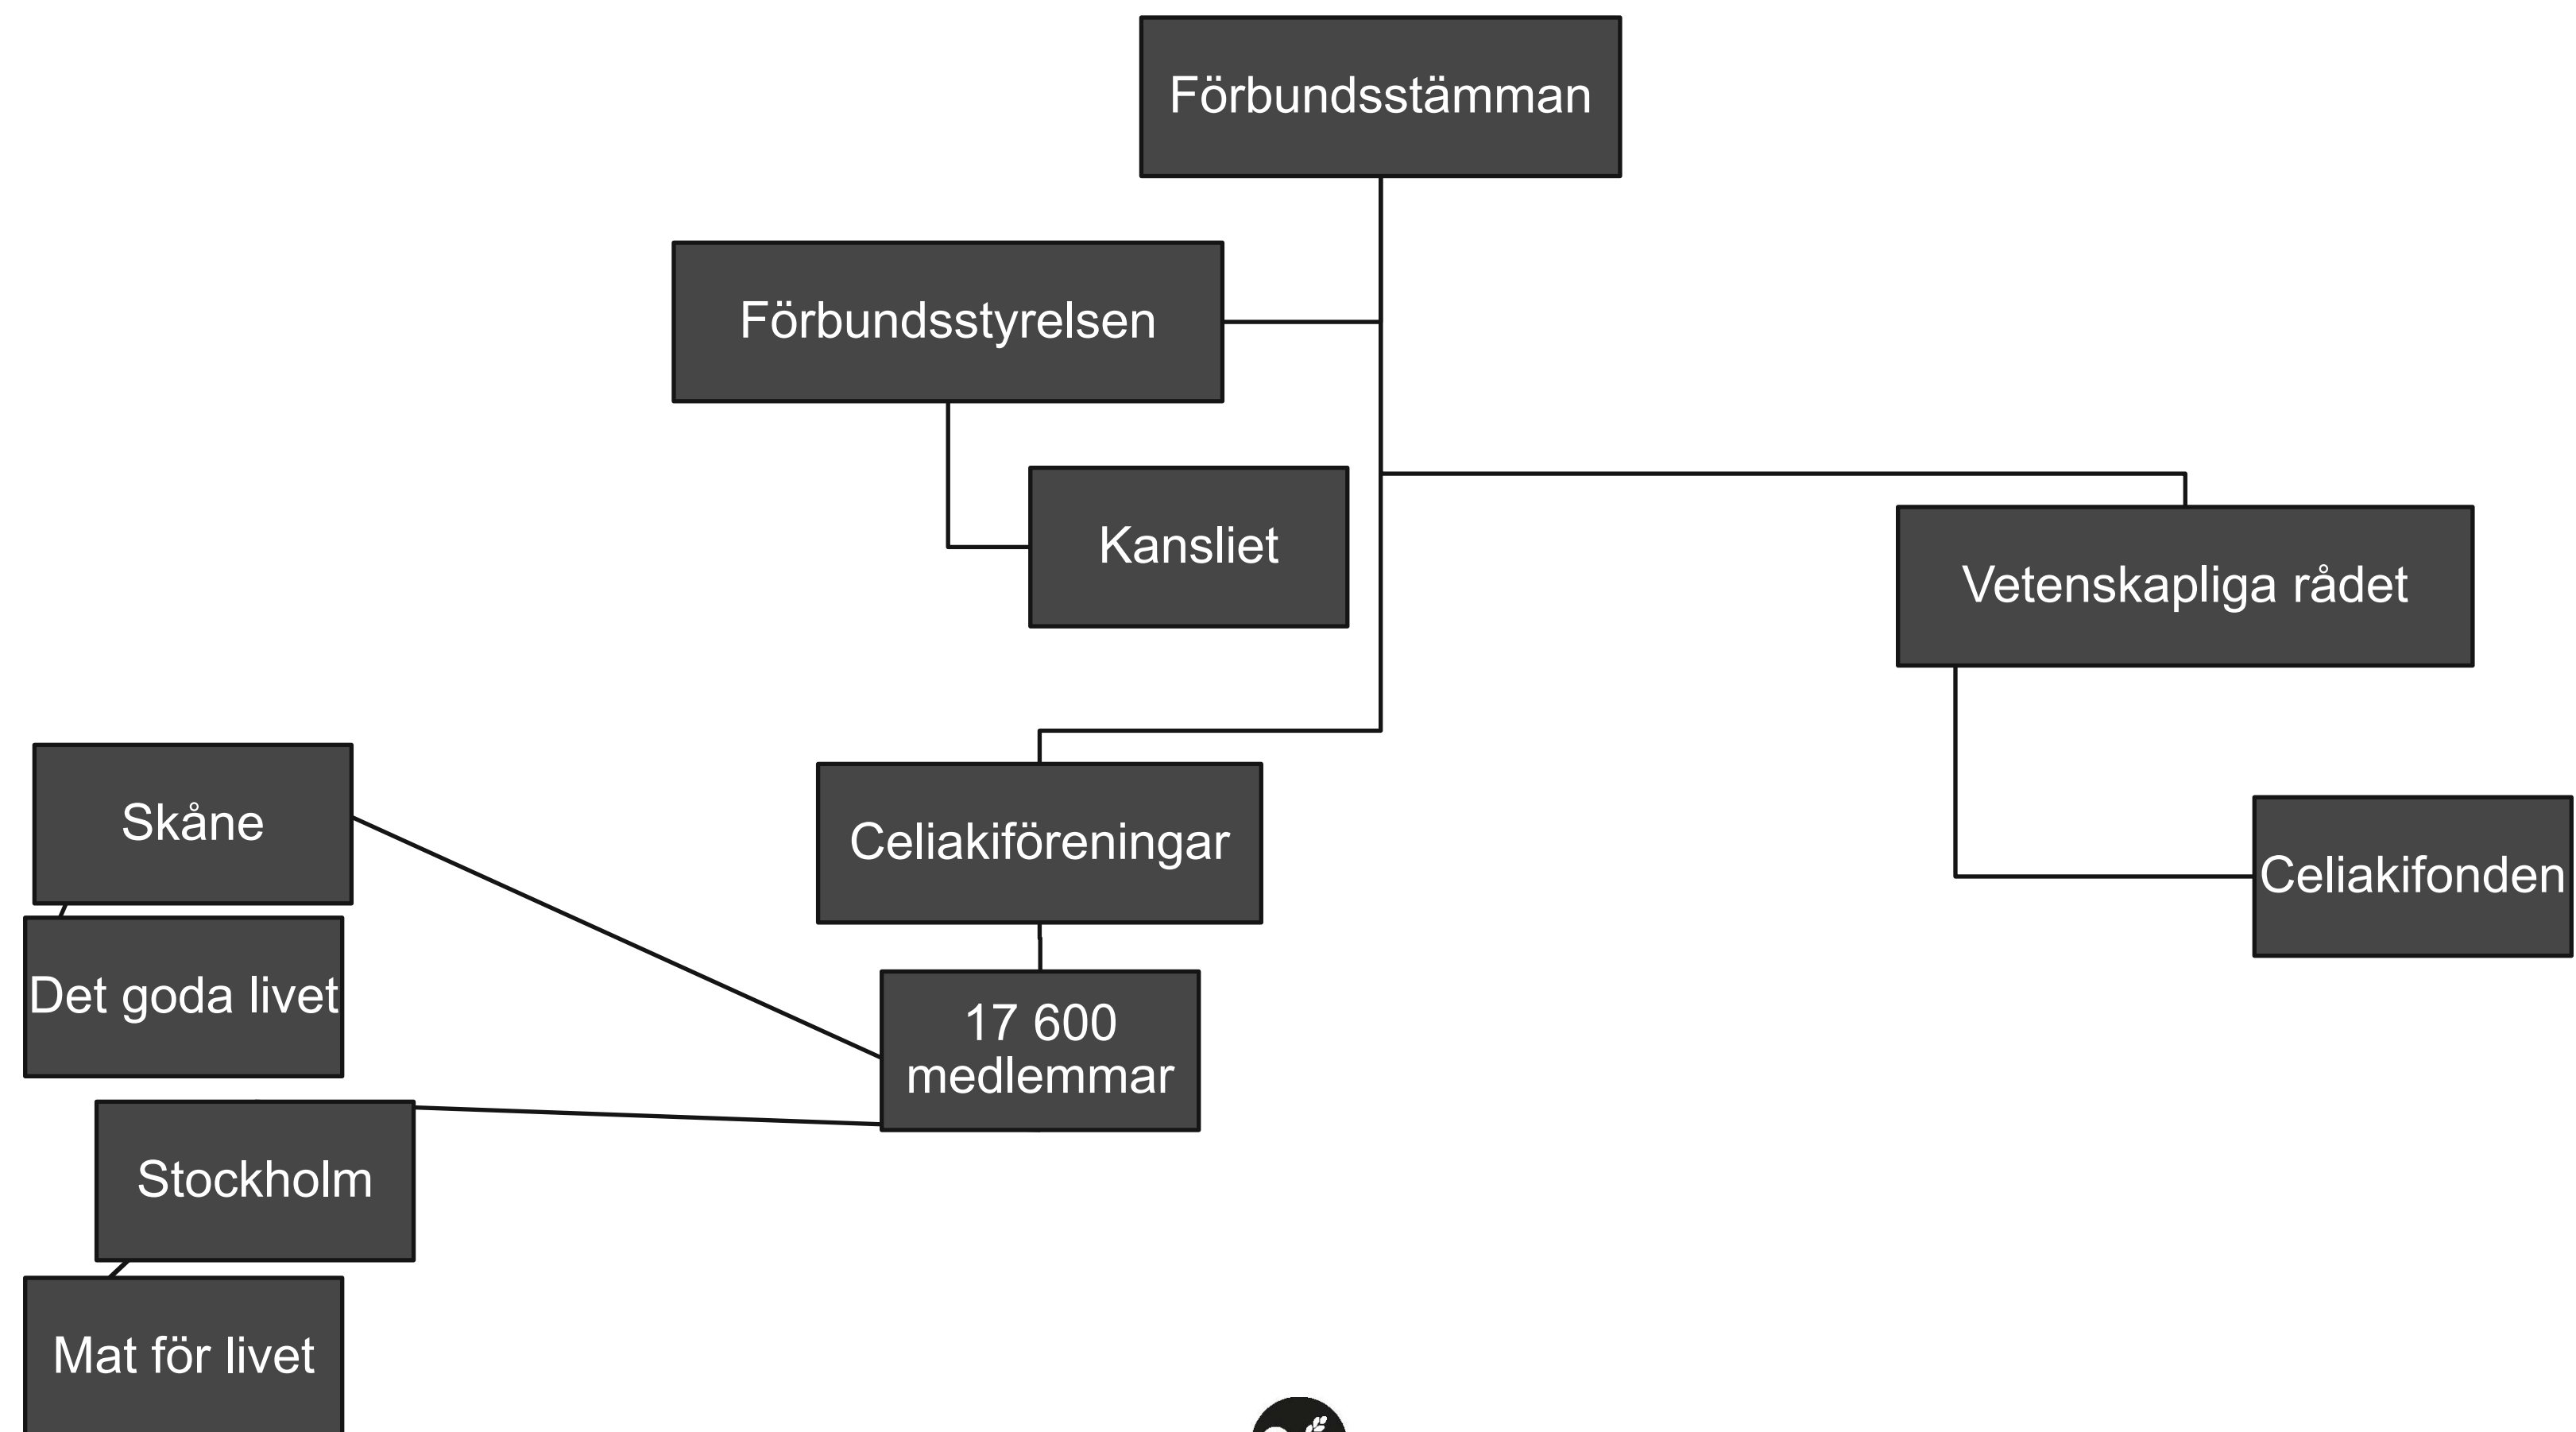 Förbundsstämman
Förbundsstyrelsen
Kansliet
Vetenskapliga rådet
Skåne
Celiakiföreningar
Celiakifonden
Det goda livet
17 600
medlemmar
Stockholm
Mat för livet